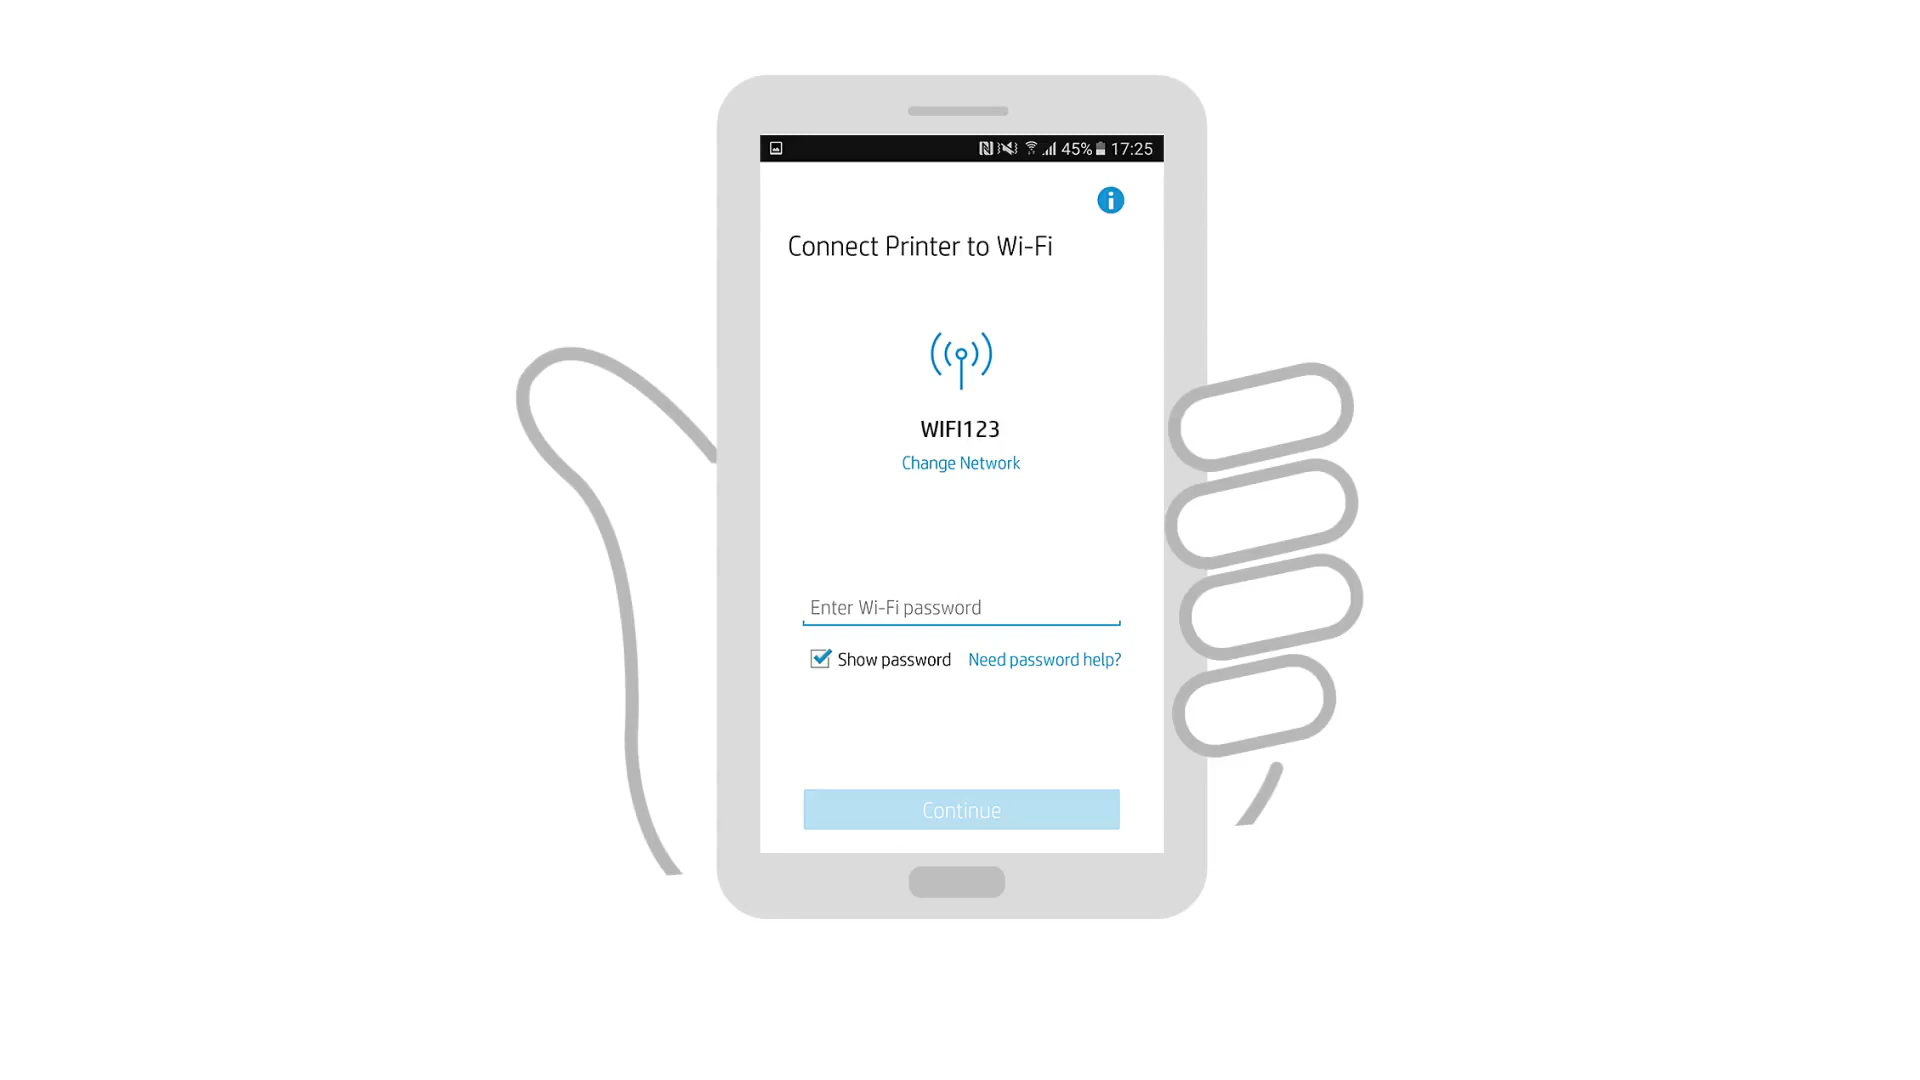 45% 17:25
Connect Printer to Wi-Fi
WIFI123
Change Network
Enter Wi-Fi password
Show password Need password help?
Continue